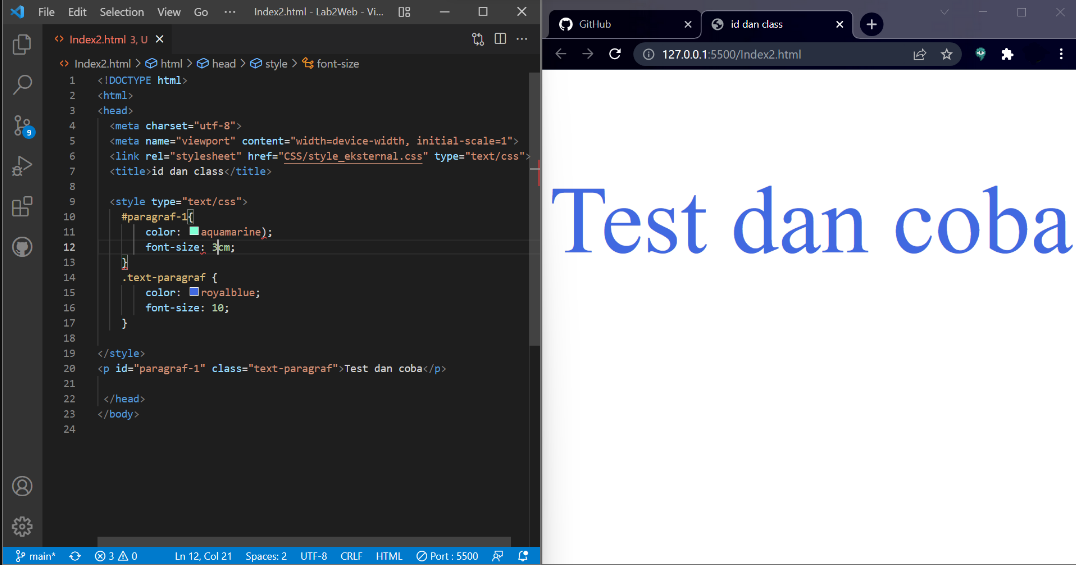 File Edit Selection View Go ··· Index2.html - Lab2Web - Vi...
Index2.html 3, U
Index2.html > html > head > style > font-size
1 <!DOCTYPE html>
2 <html>
3 <head>
4 <meta charset="utf-8">
5 <meta name="viewport" content="width=device-width, initial-scale=1">
6 <link rel="stylesheet" href="CSS/style_eksternal.css" type="text/css">
7 <title>id dan class</title>
8
9 <style type="text/css">
10 #paragraf-1{
11 color: aquamarine);
12 font-size: 3cm;
13 }
14 .text-paragraf {
15 color: royalblue;
16 font-size: 10;
17 }
18
19 </style>
20 <p id="paragraf-1" class="text-paragraf">Test dan coba</p>
21
22 </head>
23 </body>
24
9
main* 3 0 Ln 12, Col 21 Spaces: 2 UTF-8 CRLF HTML Port : 5500
GitHub
id dan class
127.0.0.1:5500/Index2.html
Test dan coba